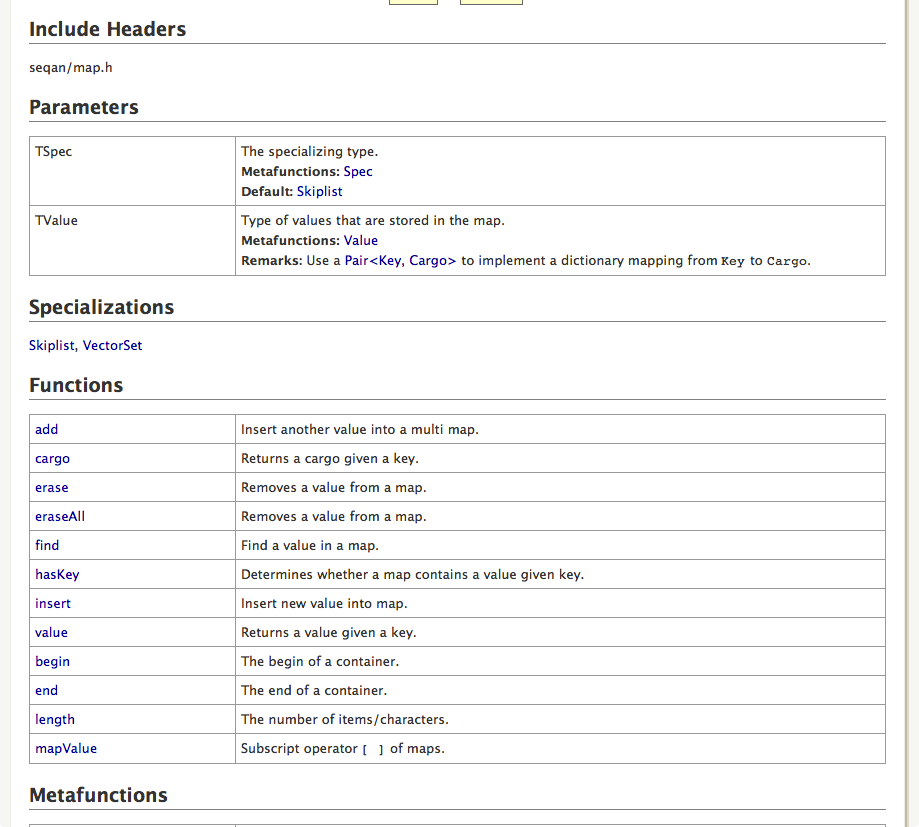 Include Headers
seqan/map.h
Parameters
TSpec The specializing type.
Metafunctions: Spec
Default: Skiplist
TValue Type of values that are stored in the map.
Metafunctions: Value
Remarks: Use a Pair<Key, Cargo> to implement a dictionary mapping from Key to Cargo.
Specializations
Skiplist, VectorSet
Functions
add Insert another value into a multi map.
cargo Returns a cargo given a key.
erase Removes a value from a map.
eraseAll Removes a value from a map.
find Find a value in a map.
hasKey Determines whether a map contains a value given key.
insert Insert new value into map.
value Returns a value given a key.
begin The begin of a container.
end The end of a container.
length The number of items/characters.
mapValue Subscript operator [ ] of maps.
Metafunctions